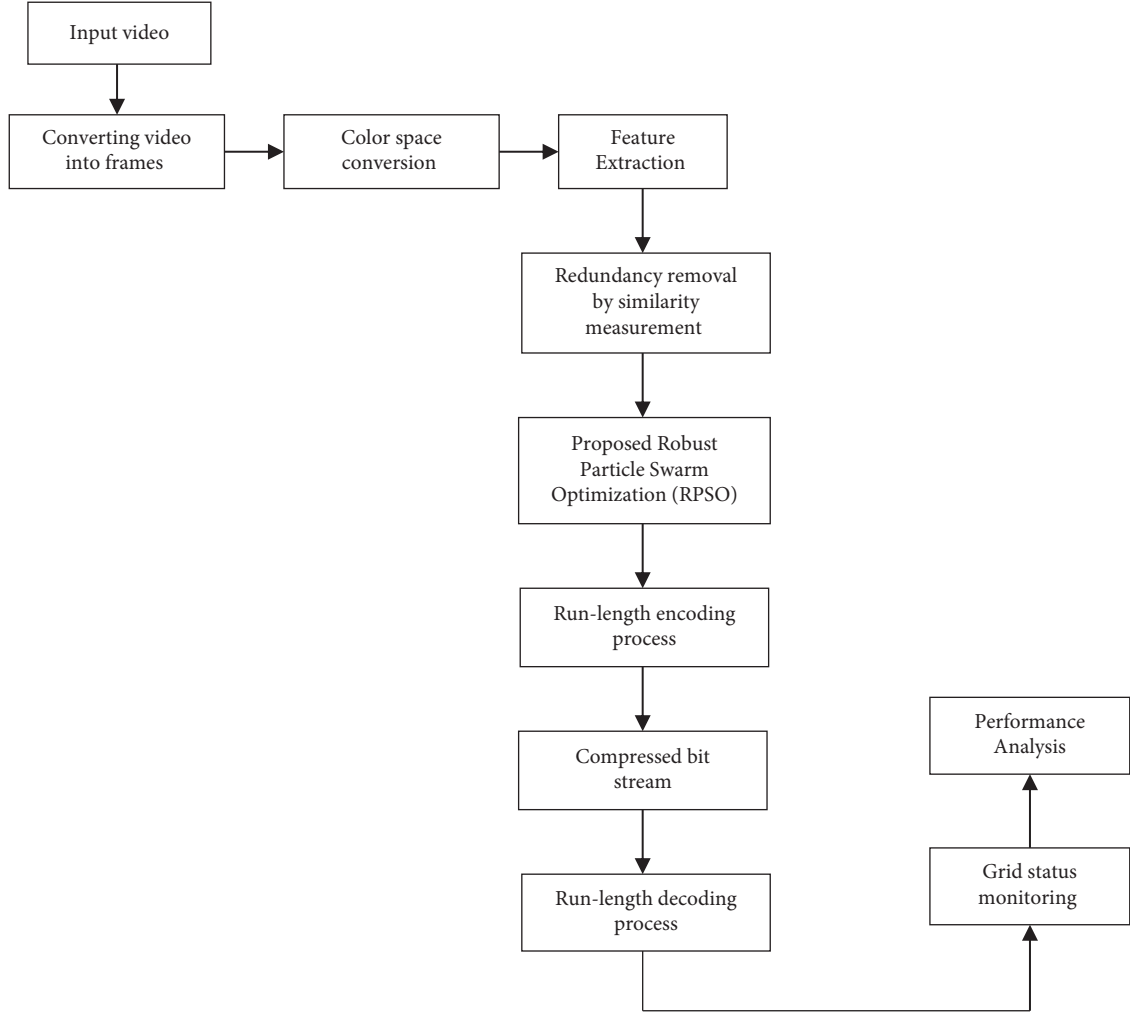 Input video
Converting video
into frames
Color space
conversion
Feature
Extraction
Redundancy removal
by similarity
measurement
Proposed Robust
Particle Swarm
Optimization (RPSO)
Run-length encoding
process
Compressed bit
stream
Run-length decoding
process
Grid status
monitoring
Performance
Analysis